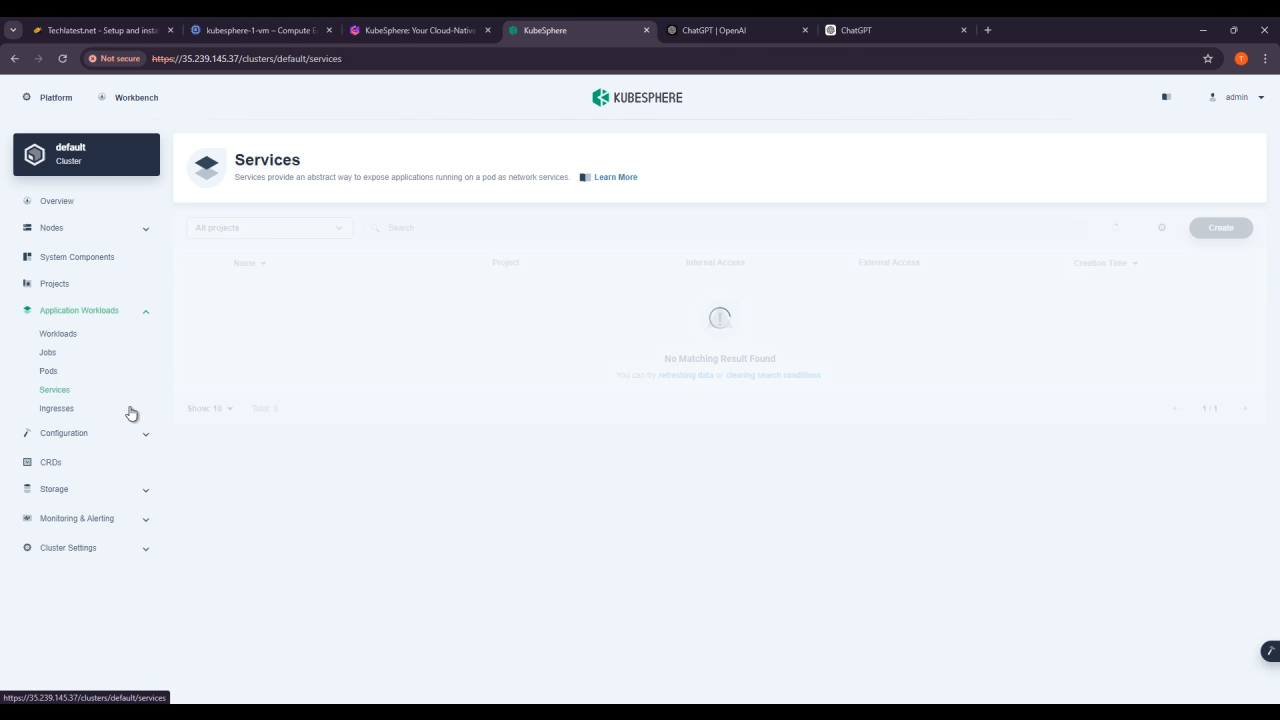 Techlatest.net - Setup and insta
kubesphere-1-vm – Compute E
KubeSphere: Your Cloud-Native
KubeSphere
ChatGPT | OpenAI
ChatGPT
Not secure https://35.239.145.37/clusters/default/services
T
Platform
Workbench
KUBESPHERE
admin
default
Cluster
Services
Services provide an abstract way to expose applications running on a pod as network services. Learn More
Overview
Nodes
System Components
Projects
Application Workloads
Workloads
Jobs
Pods
Services
Ingresses
Configuration
CRDs
Storage
Monitoring & Alerting
Cluster Settings
All projects
Search
Create
Name
Project
Internal Access
External Access
Creation Time
No Matching Result Found
You can try refreshing data or clearing search conditions
Show: 10
Total: 0
1 / 1
https://35.239.145.37/clusters/default/services